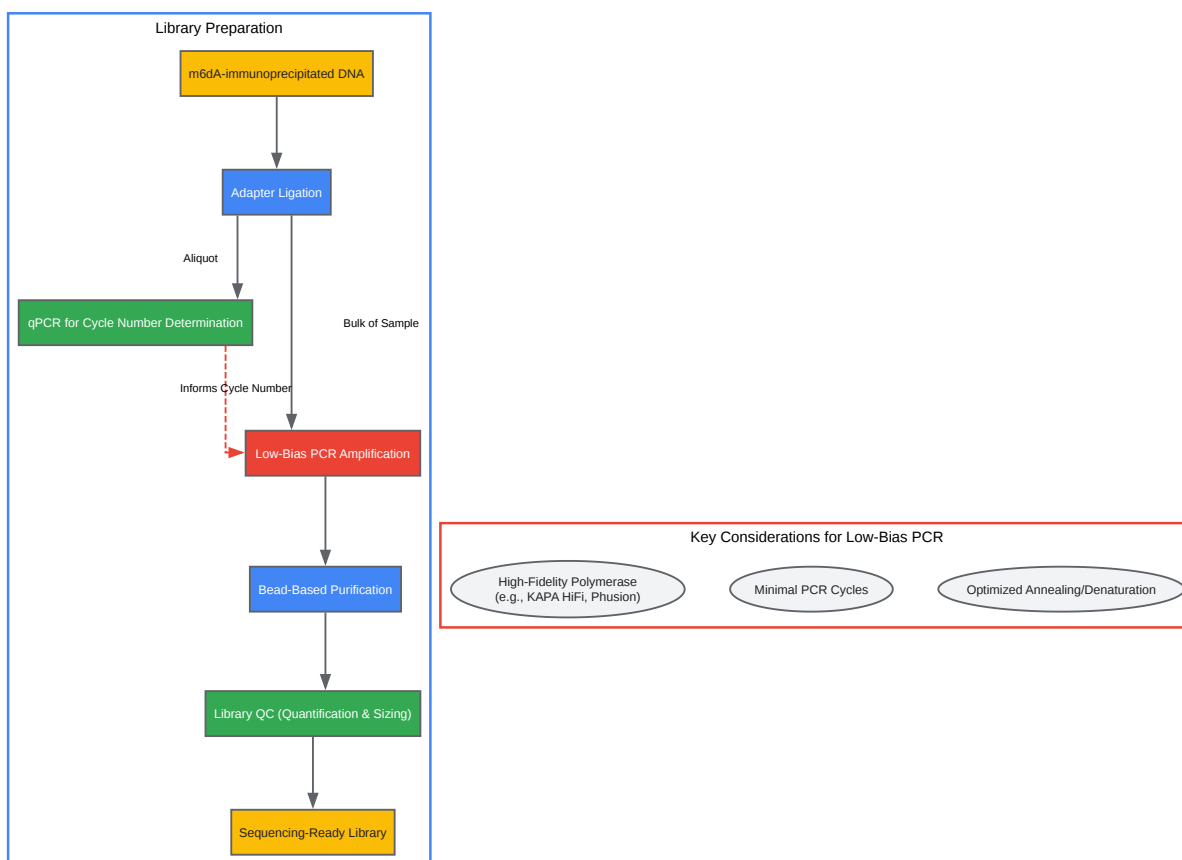 Library Preparation
m6dA-immunoprecipitated DNA
Adapter Ligation
Aliquot
qPCR for Cycle Number Determination
Bulk of Sample
Informs Cycle Number
Low-Bias PCR Amplification
Bead-Based Purification
Library QC (Quantification & Sizing)
Sequencing-Ready Library
Key Considerations for Low-Bias PCR
High-Fidelity Polymerase
(e.g., KAPA HiFi, Phusion)
Minimal PCR Cycles
Optimized Annealing/Denaturation